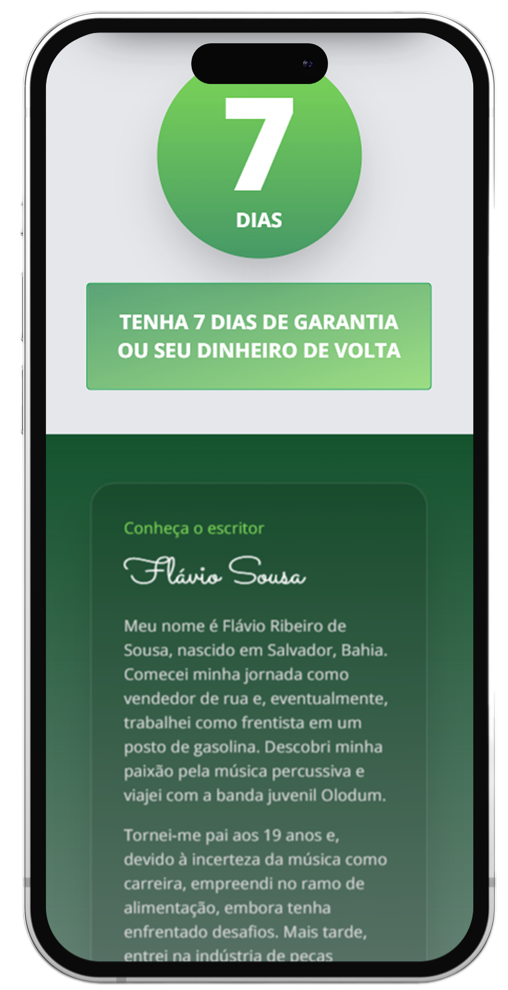 7
DIAS
TENHA 7 DIAS DE GARANTIA
OU SEU DINHEIRO DE VOLTA
Conheça o escritor
Flávio Sousa
Meu nome é Flávio Ribeiro de
Sousa, nascido em Salvador, Bahia.
Comecei minha jornada como
vendedor de rua e, eventualmente,
trabalhei como frentista em um
posto de gasolina. Descobri minha
paixão pela música percussiva e
viajei com a banda juvenil Olodum.
Tornei-me pai aos 19 anos e,
devido à incerteza da música como
carreira, empreendi no ramo de
alimentação, embora tenha
enfrentado desafios. Mais tarde,
entrei na indústria de peças